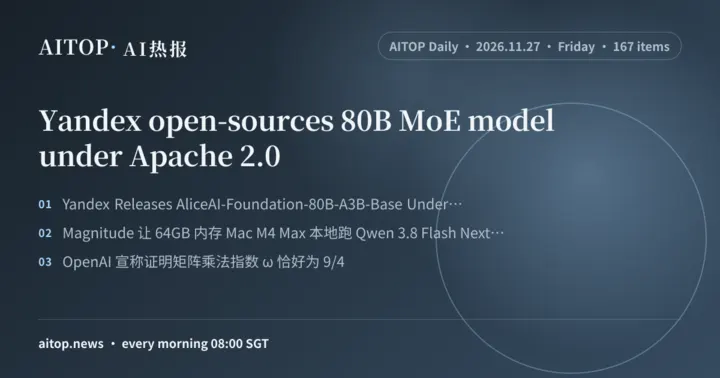 AITOP· AI热报
AITOP Daily · 2026.11.27 · Friday · 167 items
Yandex open-sources 80B MoE model
under Apache 2.0
01 Yandex Releases AliceAI-Foundation-80B-A3B-Base Under…
02 Magnitude 让 64GB 内存 Mac M4 Max 本地跑 Qwen 3.8 Flash Next…
03 OpenAI 宣称证明矩阵乘法指数 ω 恰好为 9/4
aitop.news · every morning 08:00 SGT